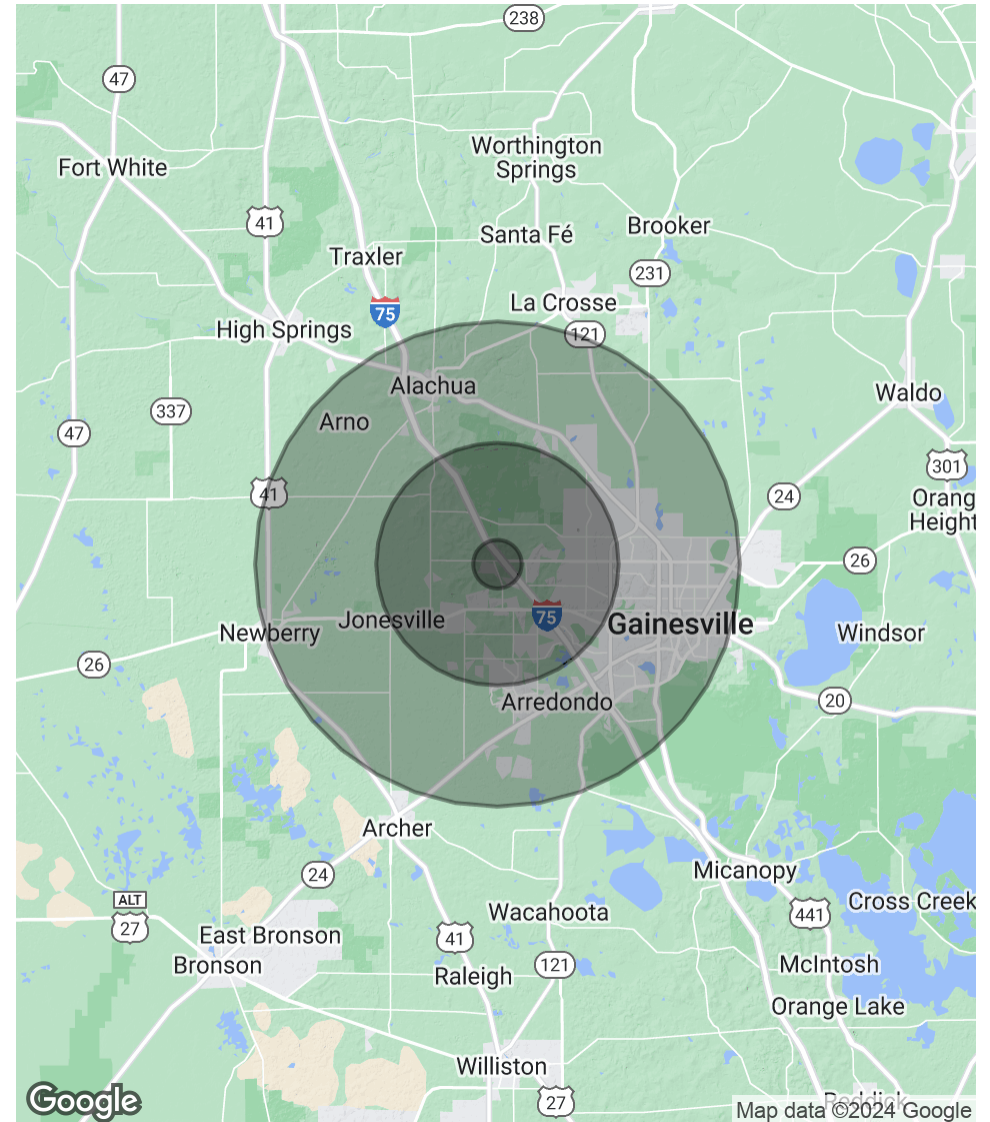 238
47
Worthington
Springs
Fort White
41
Santa Fé
Brooker
Traxler
231
La Crosse
75
High Springs
121
Alachua
Waldo
337
Arno
47
301
41
24
Orang
Height
26
75
Jonesville
Gainesville
Newberry
Windsor
26
20
Arredondo
Archer
Micanopy
24
ALT
27
Cross Creek
441
Wacahoota
East Bronson
41
Bronson
121
McIntosh
Raleigh
Orange Lake
Williston
27
Reddick
Google
Map data ©2024 Google